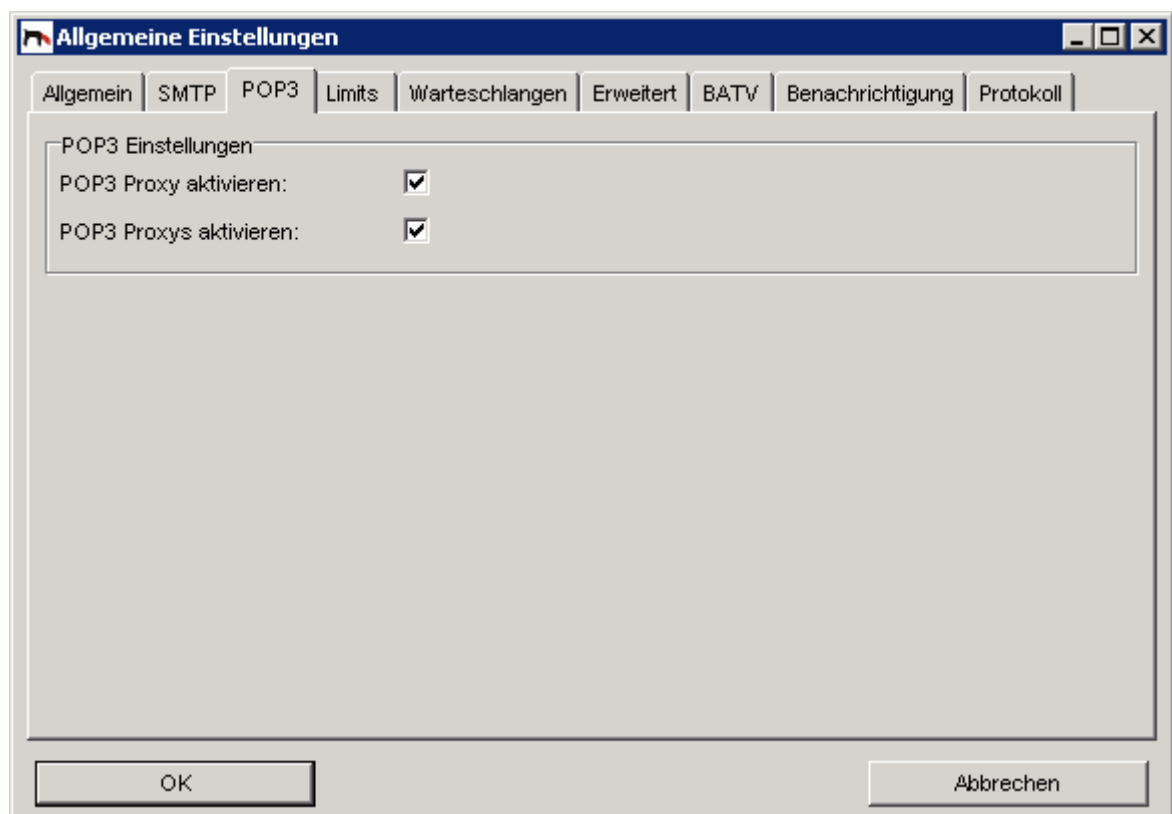 Allgemeine Einstellungen
Allgemein SMTP POP3 Limits Warteschlangen Erweitert BATV Benachrichtigung Protokoll
POP3 Einstellungen
POP3 Proxy aktivieren:
POP3 Proxys aktivieren:
OK Abbrechen